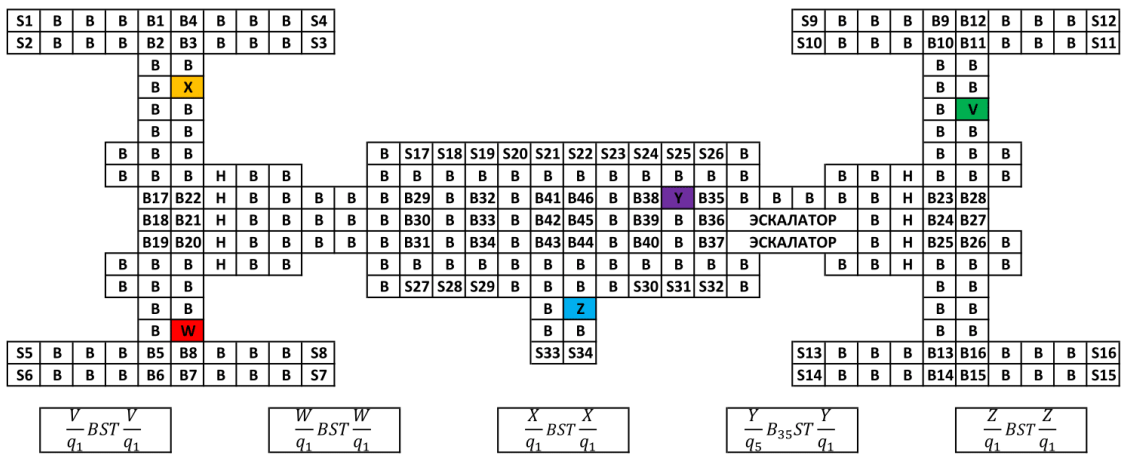 S1 B B B B1 B4 B B B S4 S9 B B B B9 B12 B B B S12
S2 B B B B2 B3 B B B S3 S10 B B B B10 B11 B B B S11
B B B B
B X B B
B B B V
B B B B
B B B B S17 S18 S19 S20 S21 S22 S23 S24 S25 S26 B B B B
B B B H B B B B B B B B B B B B B B B B H B B B
B17 B22 H B B B B B B29 B B32 B B41 B46 B B38 Y B35 B B B B B H B23 B28
B18 B21 H B B B B B B30 B B33 B B42 B45 B B39 B B36 ЭСКАЛАТОР B H B24 B27
B19 B20 H B B B B B B31 B B34 B B43 B44 B B40 B B37 ЭСКАЛАТОР B H B25 B26 B
B B B H B B B B B B B B B B B B B B B B H B B B
B B B B S27 S28 S29 B B B B S30 S31 S32 B B B
B B B Z B B
B W B B B B
S5 B B B B5 B8 B B B S8 S33 S34 S13 B B B B13 B16 B B B S16
S6 B B B B6 B7 B B B S7 S14 B B B B14 B15 B B B S15
V/q₁ BST V/q₁
W/q₁ BST W/q₁
X/q₁ BST X/q₁
Y/q₅ B₃₅ST Y/q₁
Z/q₁ BST Z/q₁